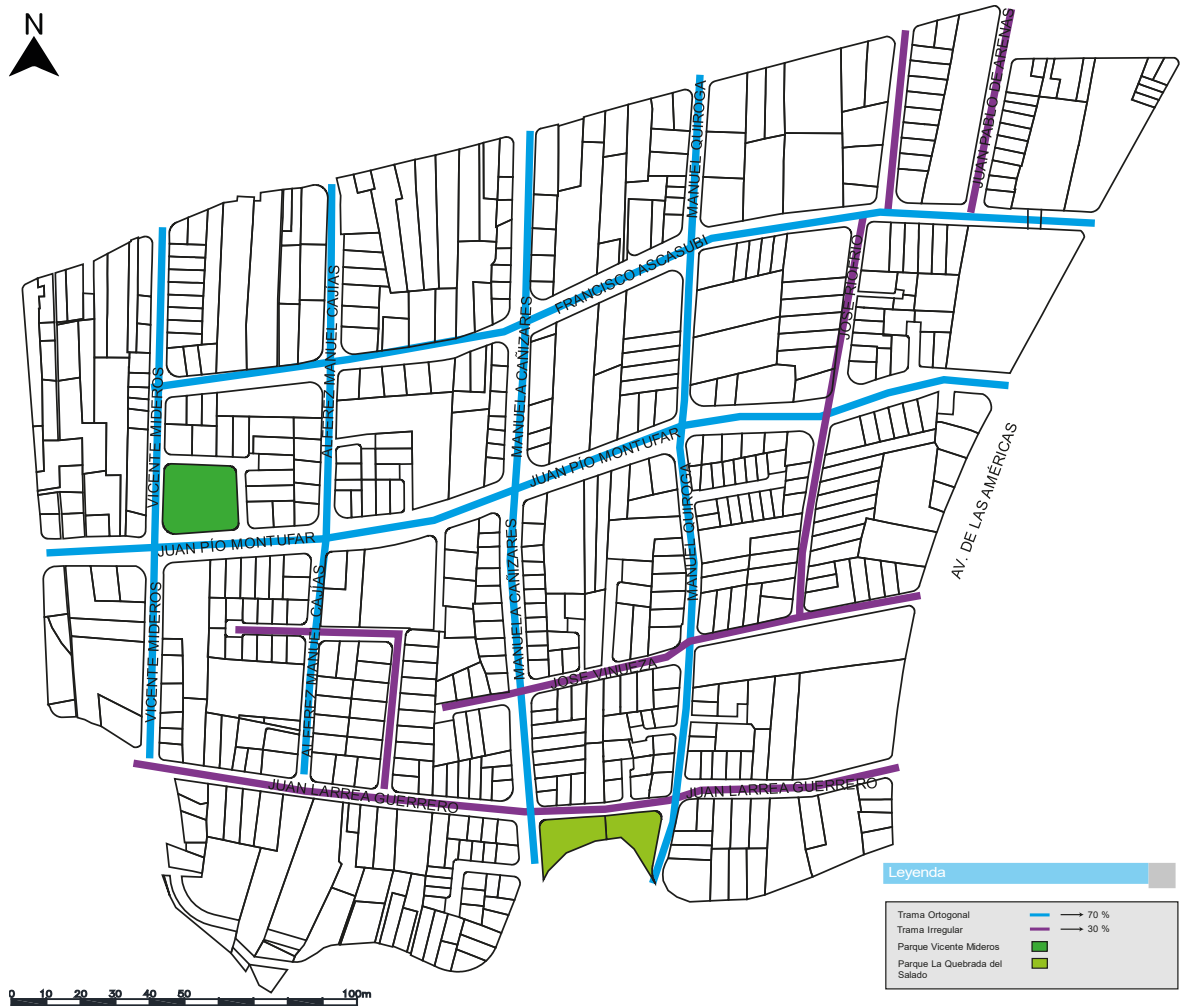 N
JUAN PABLO DE ARENAS
MANUEL QUIROGA
FRANCISCO ASCASUBI
JOSE RIOFRIO
ALFEREZ MANUEL CAJÍAS
MANUELA CAÑIZARES
VICENTE MIDEROS
JUAN PÍO MONTUFAR
MANUEL QUIROGA
AV. DE LAS AMÉRICAS
JUAN PÍO MONTUFAR
MANUELA CAÑIZARES
ALFEREZ MANUEL CAJÍAS
VICENTE MIDEROS
JOSE VINUEZA
JUAN LARREA GUERRERO
JUAN LARREA GUERRERO
Leyenda
Trama Ortogonal 70 %
Trama Irregular 30 %
Parque Vicente Mideros
Parque La Quebrada del
Salado
0 10 20 30 40 50 100m